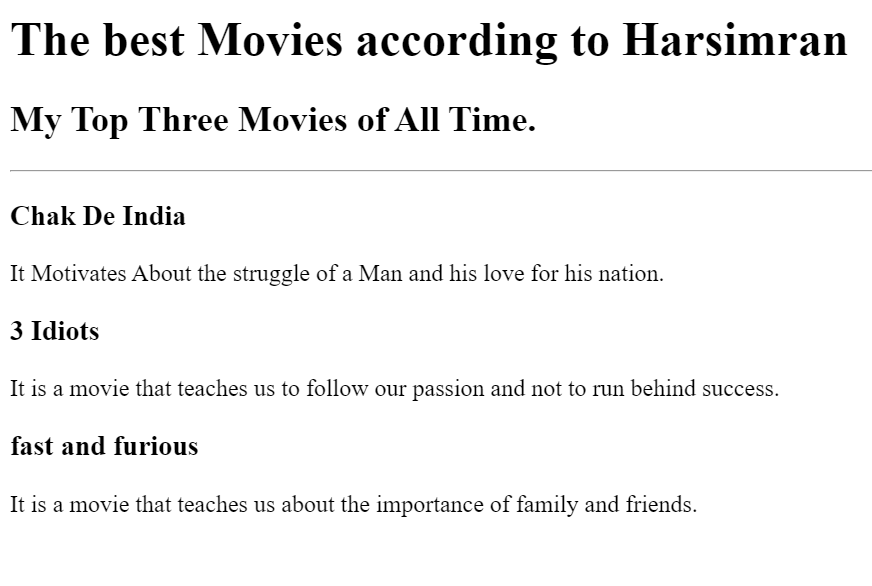 The best Movies according to Harsimran
My Top Three Movies of All Time.
Chak De India
It Motivates About the struggle of a Man and his love for his nation.
3 Idiots
It is a movie that teaches us to follow our passion and not to run behind success.
fast and furious
It is a movie that teaches us about the importance of family and friends.